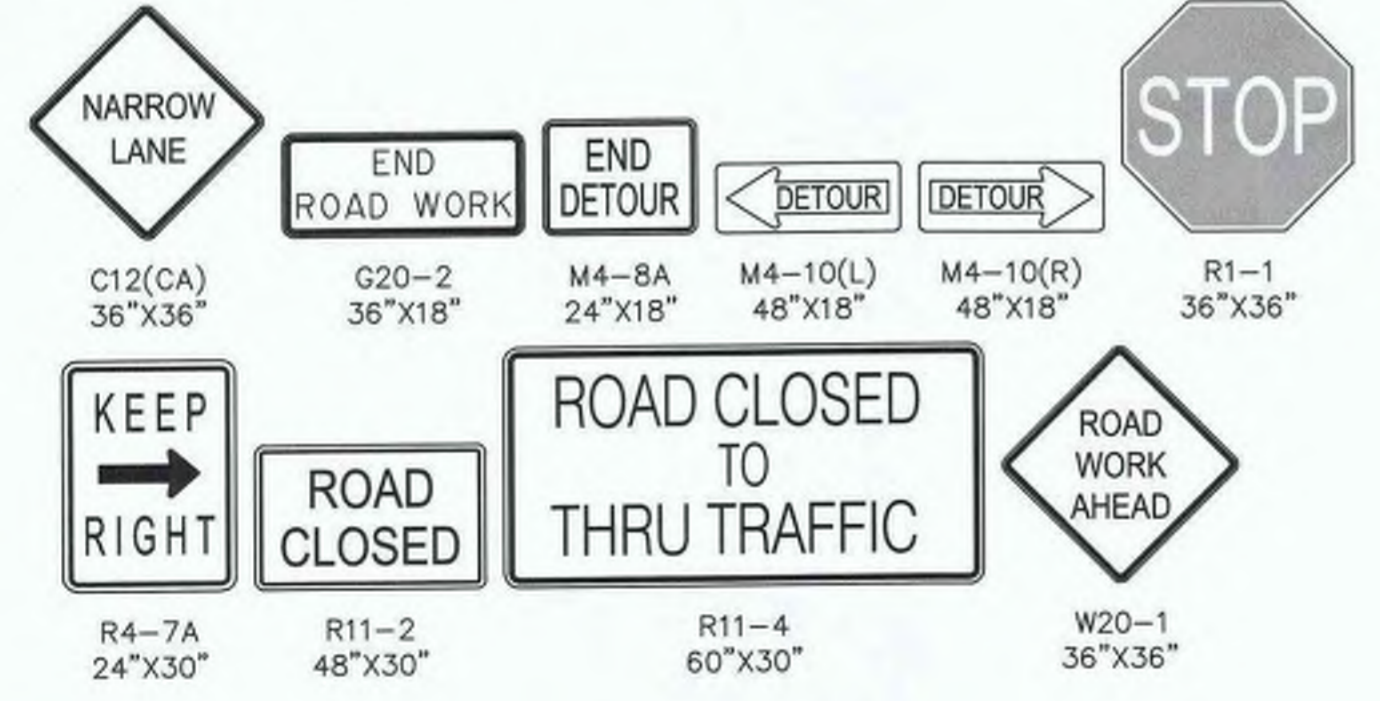 NARROW
LANE
C12(CA)
36"X36"
END
ROAD WORK
G20-2
36"X18"
END
DETOUR
M4-8A
24"X18"
DETOUR
M4-10(L)
48"X18"
DETOUR
M4-10(R)
48"X18"
STOP
R1-1
36"X36"
KEEP
RIGHT
R4-7A
24"X30"
ROAD
CLOSED
R11-2
48"X30"
ROAD CLOSED
TO
THRU TRAFFIC
R11-4
60"X30"
ROAD
WORK
AHEAD
W20-1
36"X36"